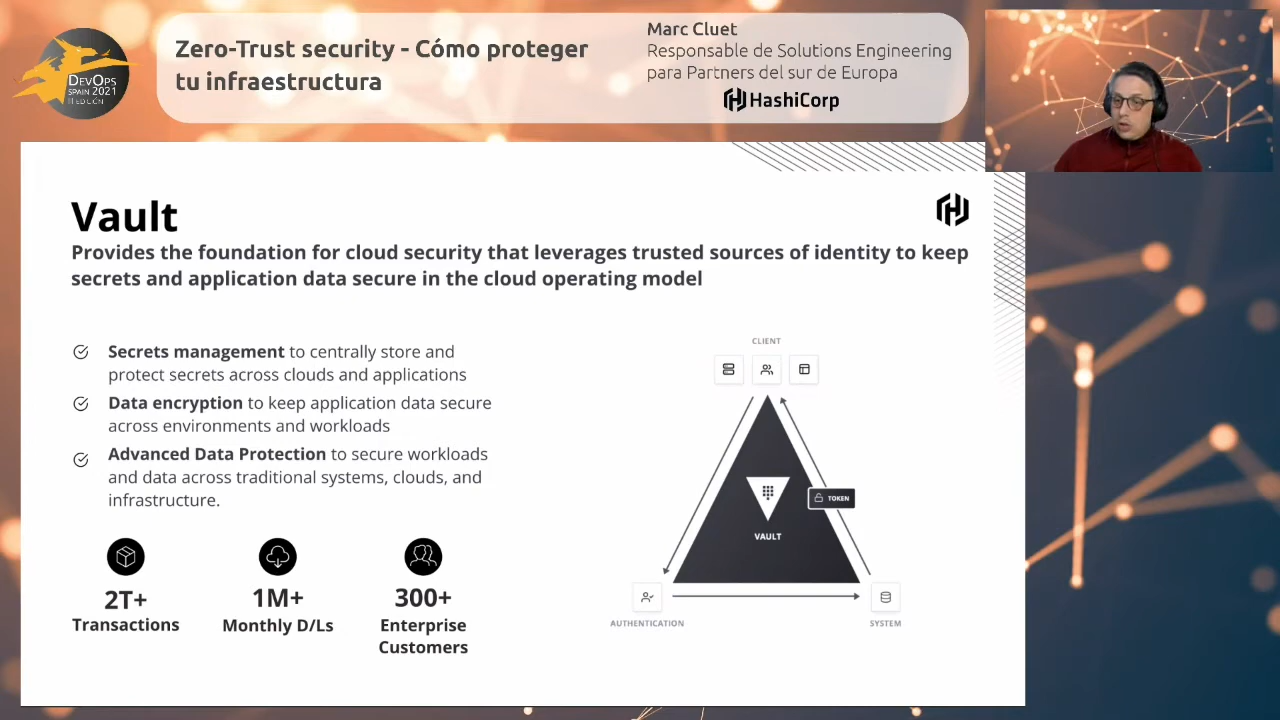 DEVOPS
SPAIN 2021
III EDICIÓN
Zero-Trust security - Cómo proteger
tu infraestructura
Marc Cluet
Responsable de Solutions Engineering
para Partners del sur de Europa
HashiCorp
Vault
Provides the foundation for cloud security that leverages trusted sources of identity to keep
secrets and application data secure in the cloud operating model
Secrets management to centrally store and
protect secrets across clouds and applications
Data encryption to keep application data secure
across environments and workloads
Advanced Data Protection to secure workloads
and data across traditional systems, clouds, and
infrastructure.
2T+
Transactions
1M+
Monthly D/Ls
300+
Enterprise
Customers
CLIENT
TOKEN
VAULT
AUTHENTICATION
SYSTEM